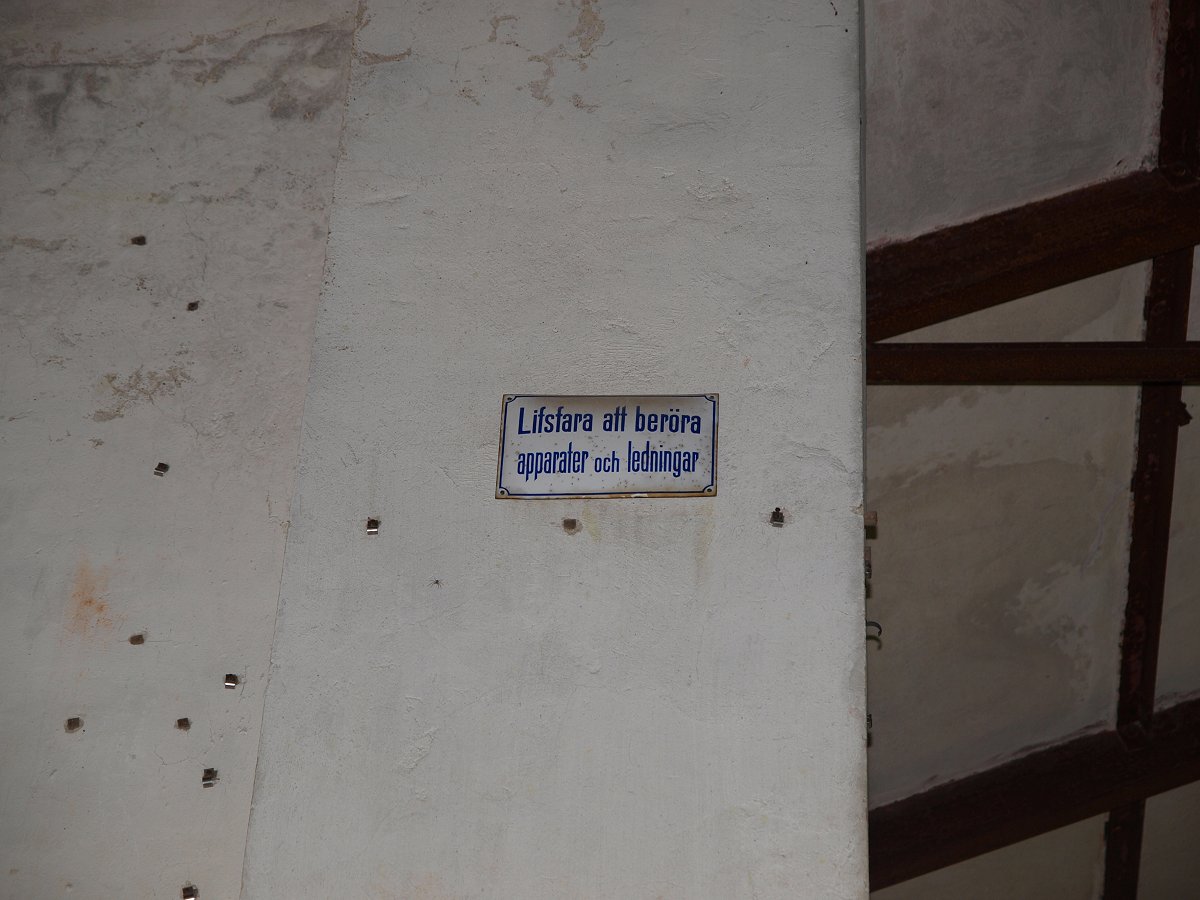 Lifsfara att beröra
apparater och ledningar